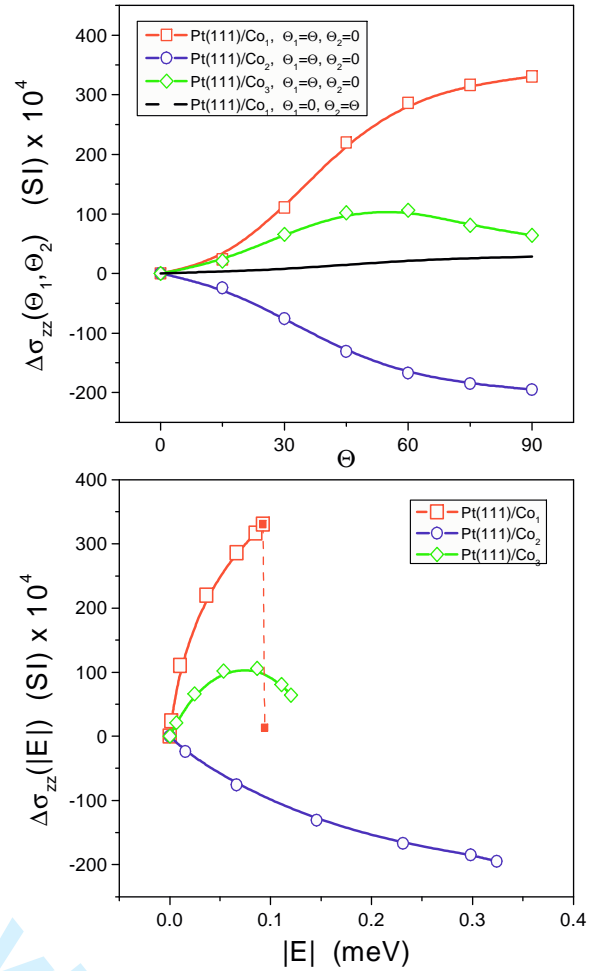 400
300
200
100
0
-100
-200
Δσzz(Θ1,Θ2) (SI) x 10^4
Pt(111)/Co1, Θ1=Θ, Θ2=0
Pt(111)/Co2, Θ1=Θ, Θ2=0
Pt(111)/Co3, Θ1=Θ, Θ2=0
Pt(111)/Co1, Θ1=0, Θ2=Θ
0 30 60 90
Θ
400
300
200
100
0
-100
-200
Δσzz(|E|) (SI) x 10^4
Pt(111)/Co1
Pt(111)/Co2
Pt(111)/Co3
0.0 0.1 0.2 0.3 0.4
|E| (meV)